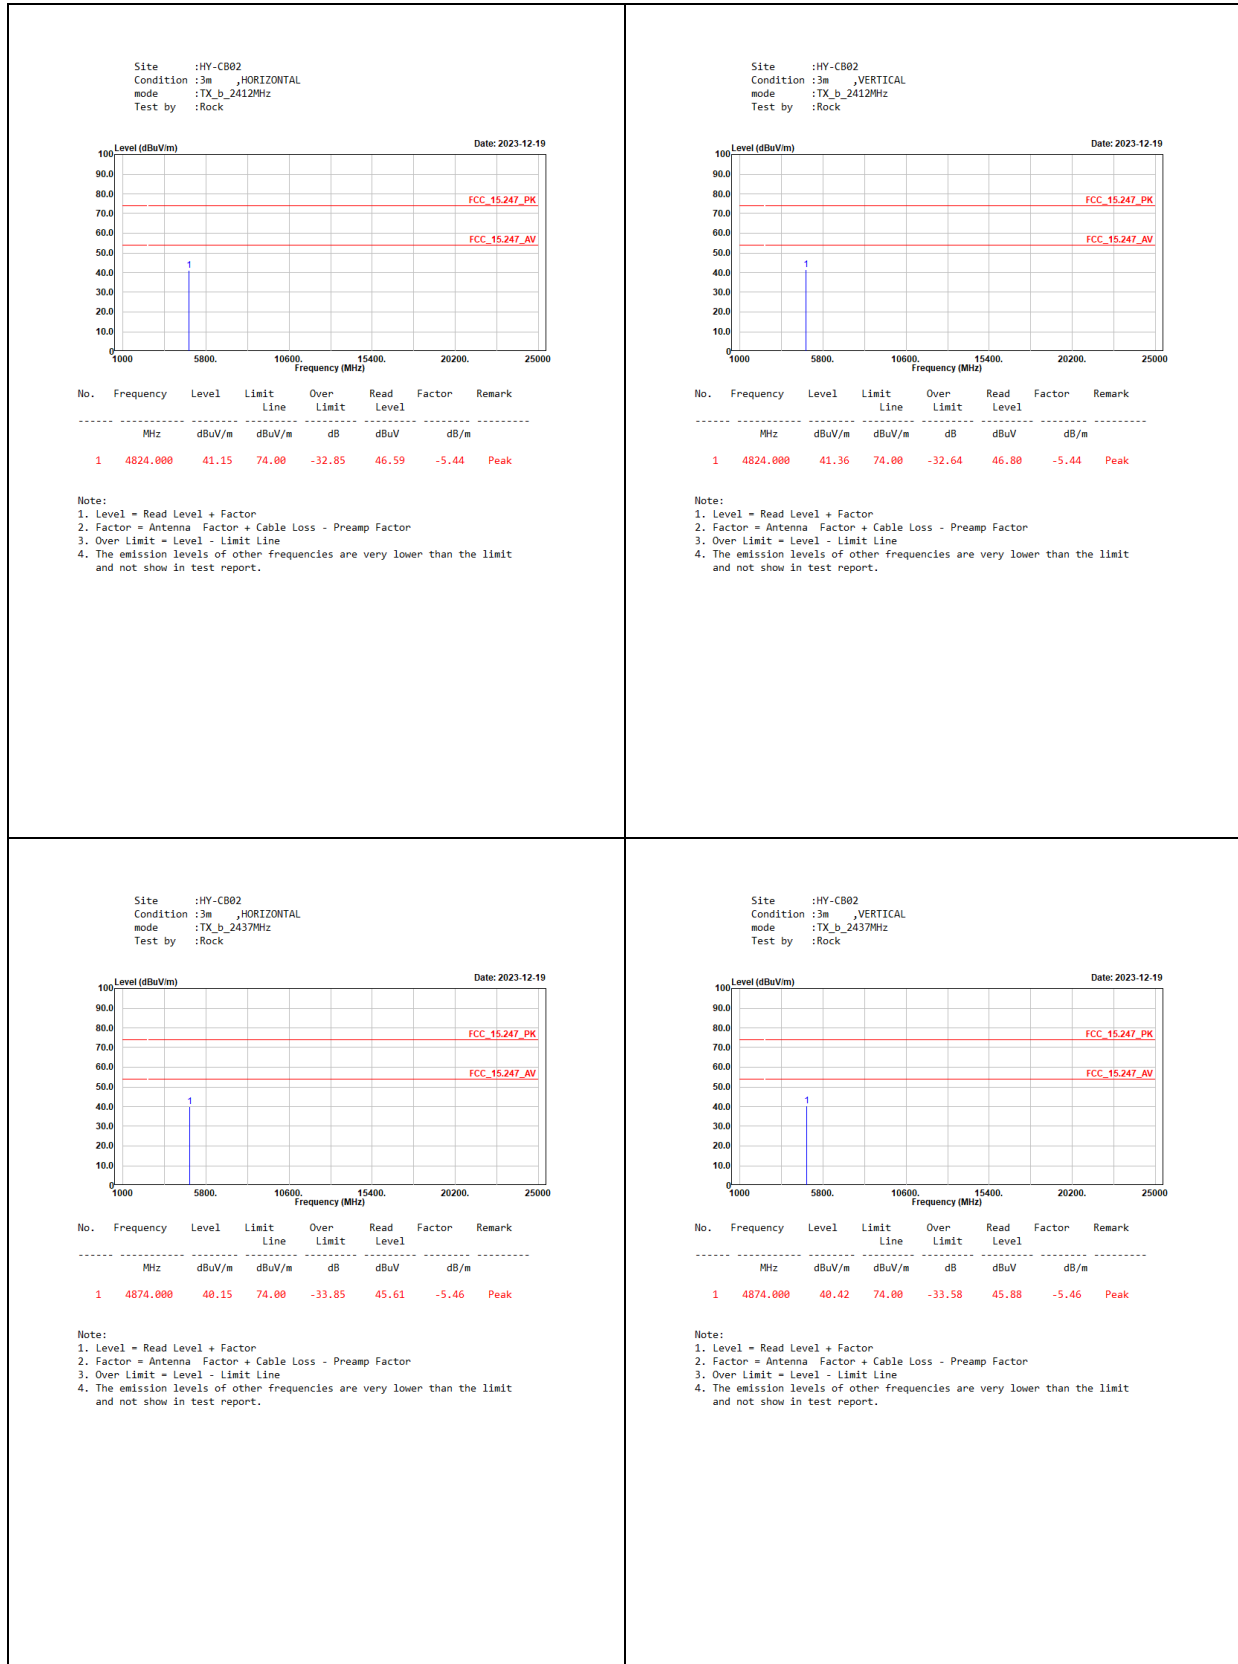 Site      :HY-CB02
Condition :3m    ,HORIZONTAL
mode      :TX_b_2412MHz
Test by   :Rock
Level (dBuV/m)
Date: 2023-12-19
100
90.0
80.0
FCC_15.247_PK
70.0
60.0
FCC_15.247_AV
50.0
1
40.0
30.0
20.0
10.0
0
1000 5800. 10600. 15400. 20200. 25000
Frequency (MHz)
No. Frequency Level Limit Over Read Factor Remark
Line Limit Level
------ ----------- -------- --------- --------- -------- -------- ---------
MHz dBuV/m dBuV/m dB dBuV dB/m
1 4824.000 41.15 74.00 -32.85 46.59 -5.44 Peak
Note:
1. Level = Read Level + Factor
2. Factor = Antenna  Factor + Cable Loss - Preamp Factor
3. Over Limit = Level - Limit Line
4. The emission levels of other frequencies are very lower than the limit
and not show in test report.
Site      :HY-CB02
Condition :3m    ,VERTICAL
mode      :TX_b_2412MHz
Test by   :Rock
Level (dBuV/m)
Date: 2023-12-19
100
90.0
80.0
FCC_15.247_PK
70.0
60.0
FCC_15.247_AV
50.0
1
40.0
30.0
20.0
10.0
0
1000 5800. 10600. 15400. 20200. 25000
Frequency (MHz)
No. Frequency Level Limit Over Read Factor Remark
Line Limit Level
------ ----------- -------- --------- --------- -------- -------- ---------
MHz dBuV/m dBuV/m dB dBuV dB/m
1 4824.000 41.36 74.00 -32.64 46.80 -5.44 Peak
Note:
1. Level = Read Level + Factor
2. Factor = Antenna  Factor + Cable Loss - Preamp Factor
3. Over Limit = Level - Limit Line
4. The emission levels of other frequencies are very lower than the limit
and not show in test report.
Site      :HY-CB02
Condition :3m    ,HORIZONTAL
mode      :TX_b_2437MHz
Test by   :Rock
Level (dBuV/m)
Date: 2023-12-19
100
90.0
80.0
FCC_15.247_PK
70.0
60.0
FCC_15.247_AV
50.0
1
40.0
30.0
20.0
10.0
0
1000 5800. 10600. 15400. 20200. 25000
Frequency (MHz)
No. Frequency Level Limit Over Read Factor Remark
Line Limit Level
------ ----------- -------- --------- --------- -------- -------- ---------
MHz dBuV/m dBuV/m dB dBuV dB/m
1 4874.000 40.15 74.00 -33.85 45.61 -5.46 Peak
Note:
1. Level = Read Level + Factor
2. Factor = Antenna  Factor + Cable Loss - Preamp Factor
3. Over Limit = Level - Limit Line
4. The emission levels of other frequencies are very lower than the limit
and not show in test report.
Site      :HY-CB02
Condition :3m    ,VERTICAL
mode      :TX_b_2437MHz
Test by   :Rock
Level (dBuV/m)
Date: 2023-12-19
100
90.0
80.0
FCC_15.247_PK
70.0
60.0
FCC_15.247_AV
50.0
1
40.0
30.0
20.0
10.0
0
1000 5800. 10600. 15400. 20200. 25000
Frequency (MHz)
No. Frequency Level Limit Over Read Factor Remark
Line Limit Level
------ ----------- -------- --------- --------- -------- -------- ---------
MHz dBuV/m dBuV/m dB dBuV dB/m
1 4874.000 40.42 74.00 -33.58 45.88 -5.46 Peak
Note:
1. Level = Read Level + Factor
2. Factor = Antenna  Factor + Cable Loss - Preamp Factor
3. Over Limit = Level - Limit Line
4. The emission levels of other frequencies are very lower than the limit
and not show in test report.